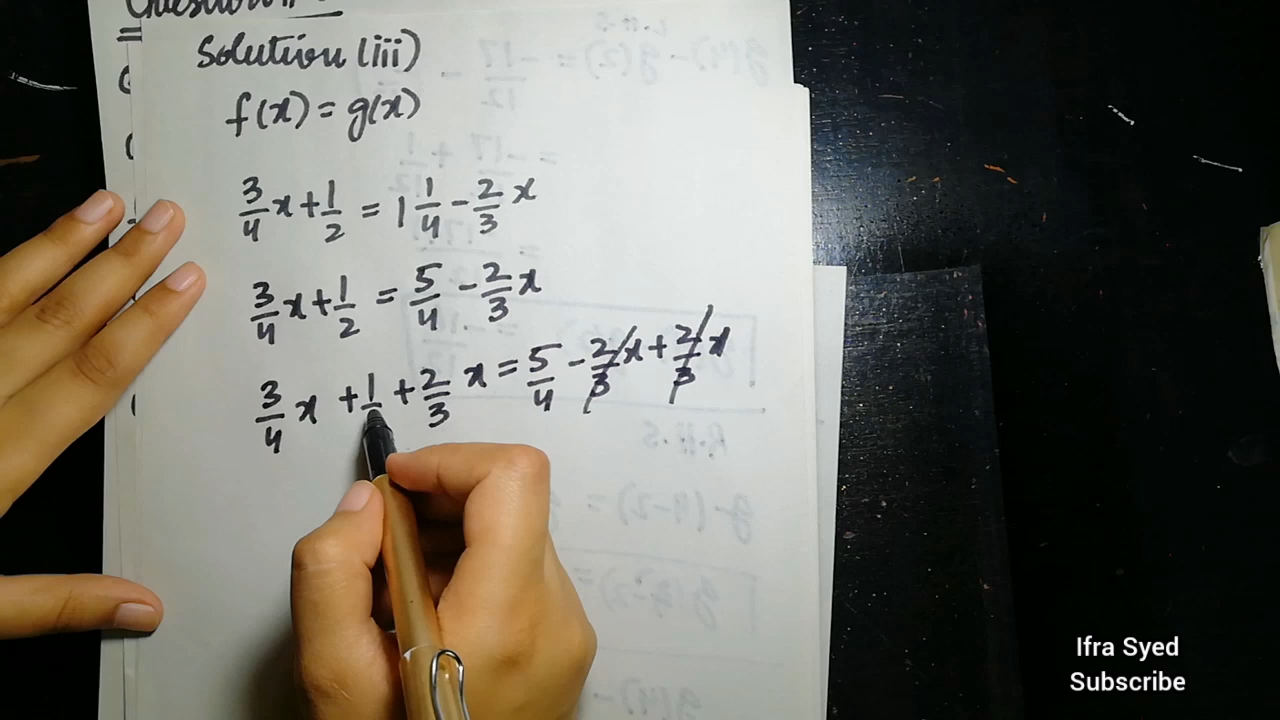 Question
Solution (iii)
f(x) = g(x)
3/4 x + 1/2 = 1 1/4 - 2/3 x
3/4 x + 1/2 = 5/4 - 2/3 x
3/4 x + 1/ + 2/3 x = 5/4 - 2/3 x + 2/3 x
Ifra Syed
Subscribe